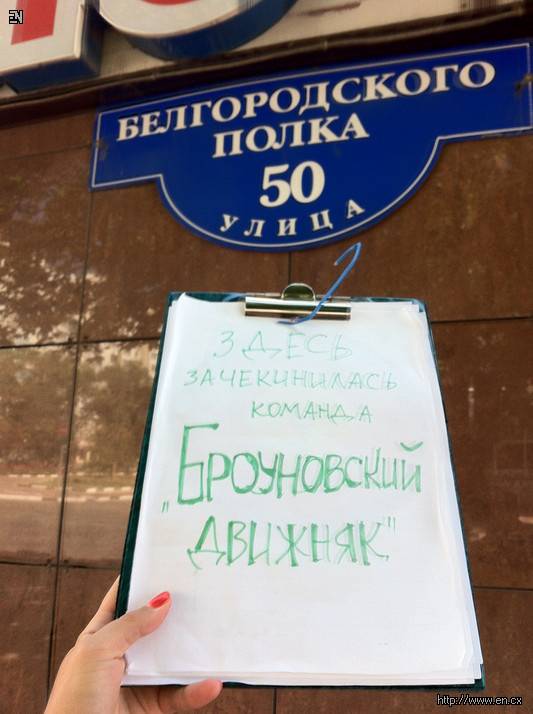 EN
БЕЛГОРОДСКОГО
ПОЛКА
50
УЛИЦА
ЗДЕСЬ
ЗАЧЕКИНИЛАСЬ
КОМАНДА
"БРОУНОВСКИЙ
ДВИЖНЯК"
http://www.en.cx